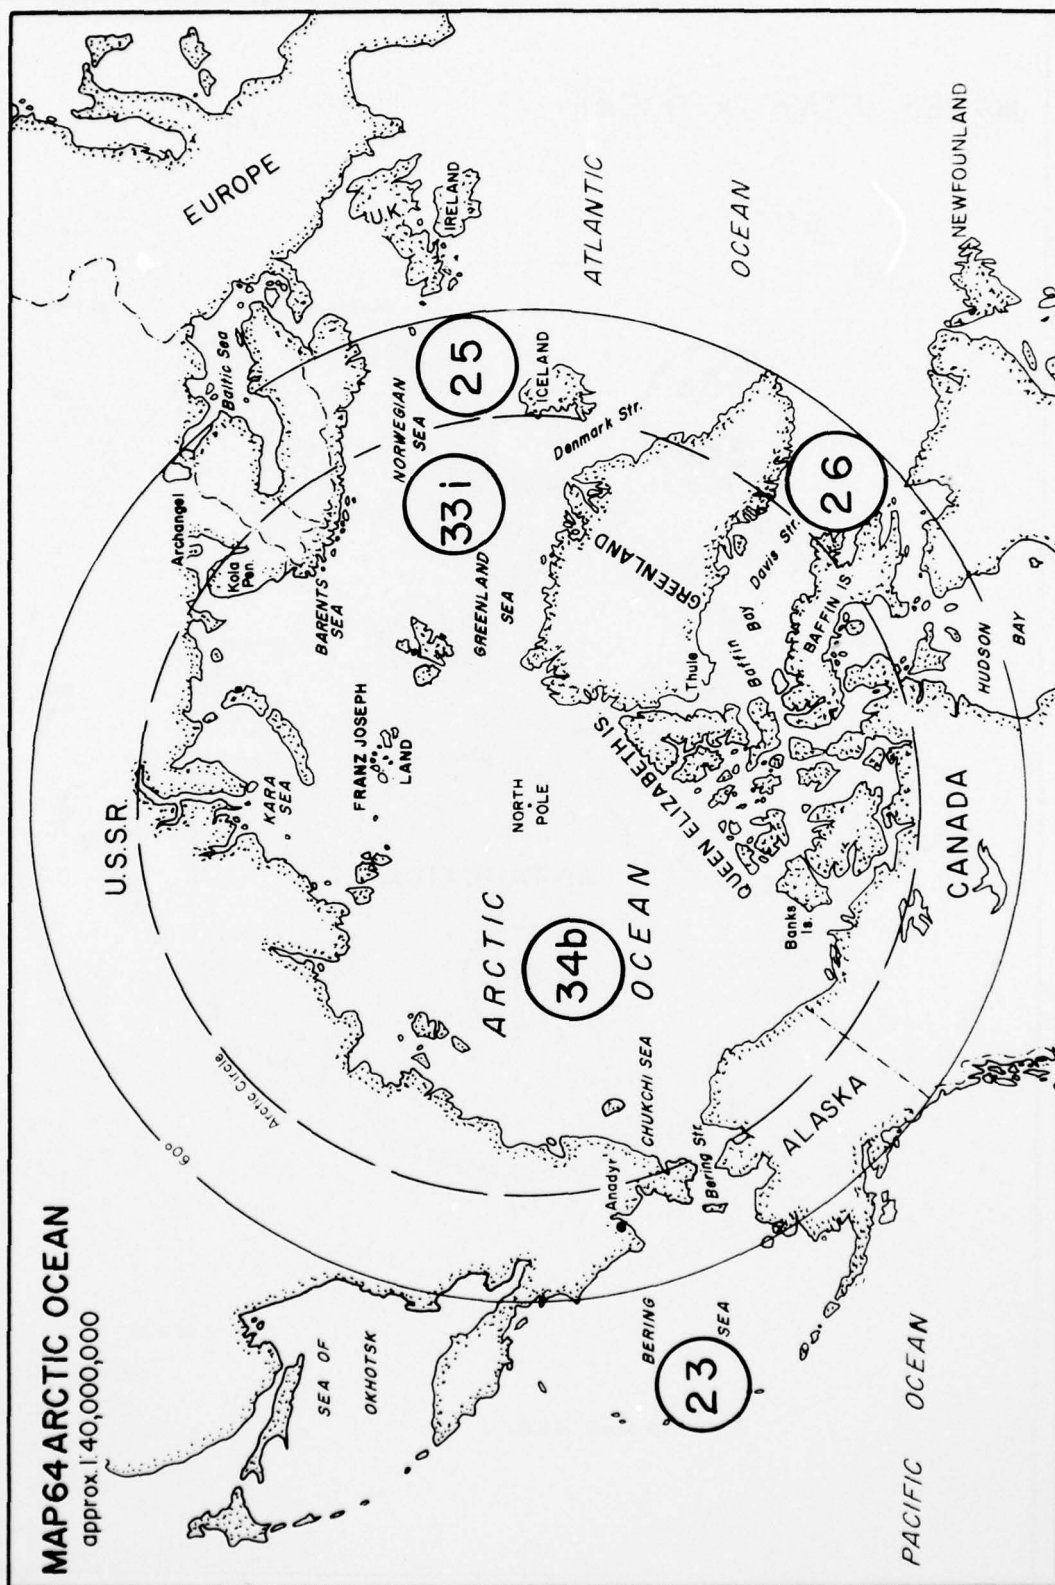 MAP64 ARCTIC OCEAN
approx. 1:40,000,000
U.S.S.R.
EUROPE
60°
Arctic Circle
Archangel
Kola
Pen.
Baltic Sea
U.K.
IRELAND
SEA OF
OKHOTSK
KARA
SEA
BARENTS
SEA
FRANZ JOSEPH
LAND
NORWEGIAN
SEA
25
33i
GREENLAND
SEA
ICELAND
Denmark Str.
ATLANTIC
OCEAN
ARCTIC
OCEAN
34b
NORTH
POLE
Anadyr
CHUKCHI SEA
Bering Str.
BERING
SEA
23
GREENLAND
Thule
Baffin Bay
Davis Str.
26
QUEEN ELIZABETH IS.
BAFFIN IS.
Banks
Is.
ALASKA
CANADA
HUDSON
BAY
NEWFOUNLAND
PACIFIC OCEAN